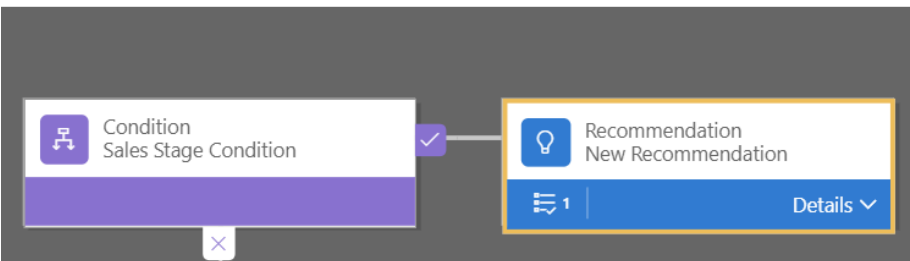 Condition
Sales Stage Condition
Recommendation
New Recommendation
1
Details